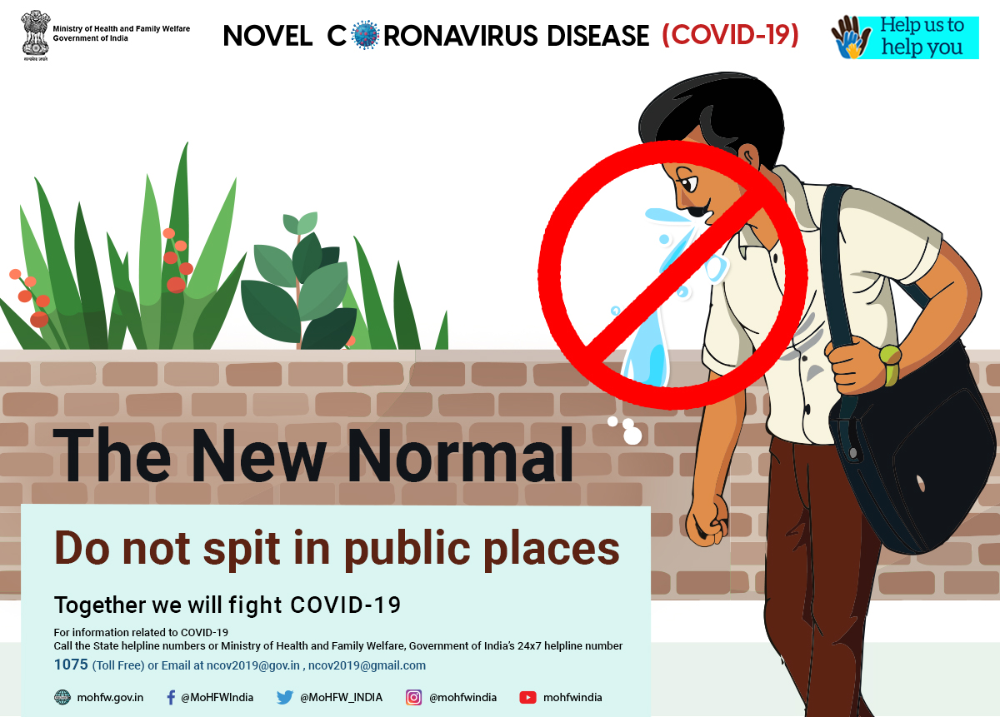 Ministry of Health and Family Welfare
Government of India
NOVEL CORONAVIRUS DISEASE (COVID-19)
Help us to
help you
सत्यमेव जयते
The New Normal
Do not spit in public places
Together we will fight COVID-19
For information related to COVID-19
Call the State helpline numbers or Ministry of Health and Family Welfare, Government of India's 24x7 helpline number
1075 (Toll Free) or Email at ncov2019@gov.in , ncov2019@gmail.com
mohfw.gov.in @MoHFWIndia @MoHFW_INDIA @mohfwindia mohfwindia